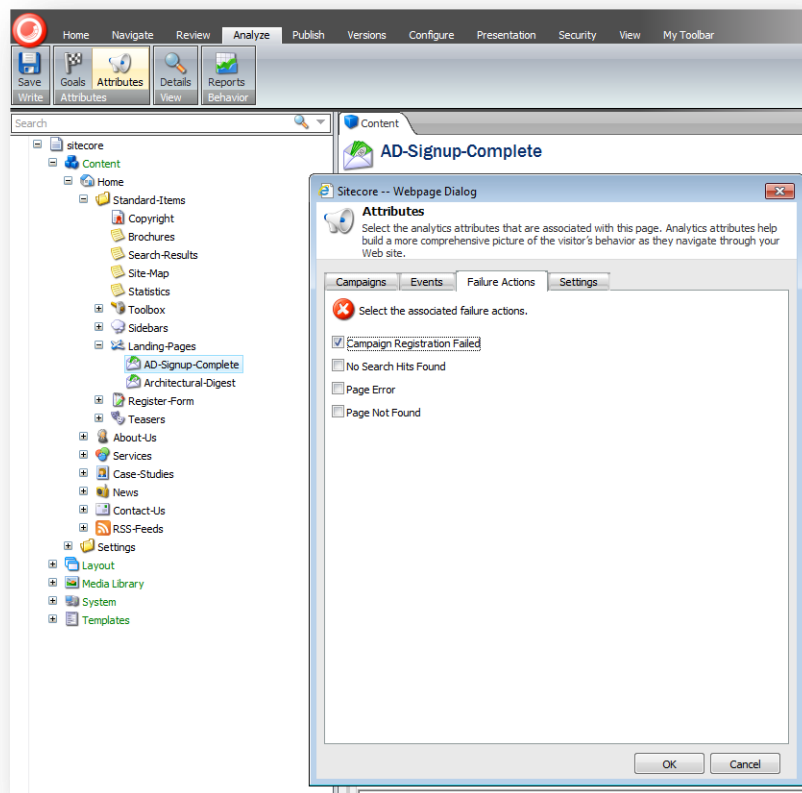 Home Navigate Review Analyze Publish Versions Configure Presentation Security View My Toolbar
Save Goals Attributes Details Reports
Write Attributes View Behavior
Search
Content
AD-Signup-Complete
sitecore
Content
Home
Standard-Items
Copyright
Brochures
Search-Results
Site-Map
Statistics
Toolbox
Sidebars
Landing-Pages
AD-Signup-Complete
Architectural-Digest
Register-Form
Teasers
About-Us
Services
Case-Studies
News
Contact-Us
RSS-Feeds
Settings
Layout
Media Library
System
Templates
Sitecore -- Webpage Dialog
Attributes
Select the analytics attributes that are associated with this page. Analytics attributes help
build a more comprehensive picture of the visitor's behavior as they navigate through your
Web site.
Campaigns Events Failure Actions Settings
Select the associated failure actions.
Campaign Registration Failed
No Search Hits Found
Page Error
Page Not Found
OK Cancel